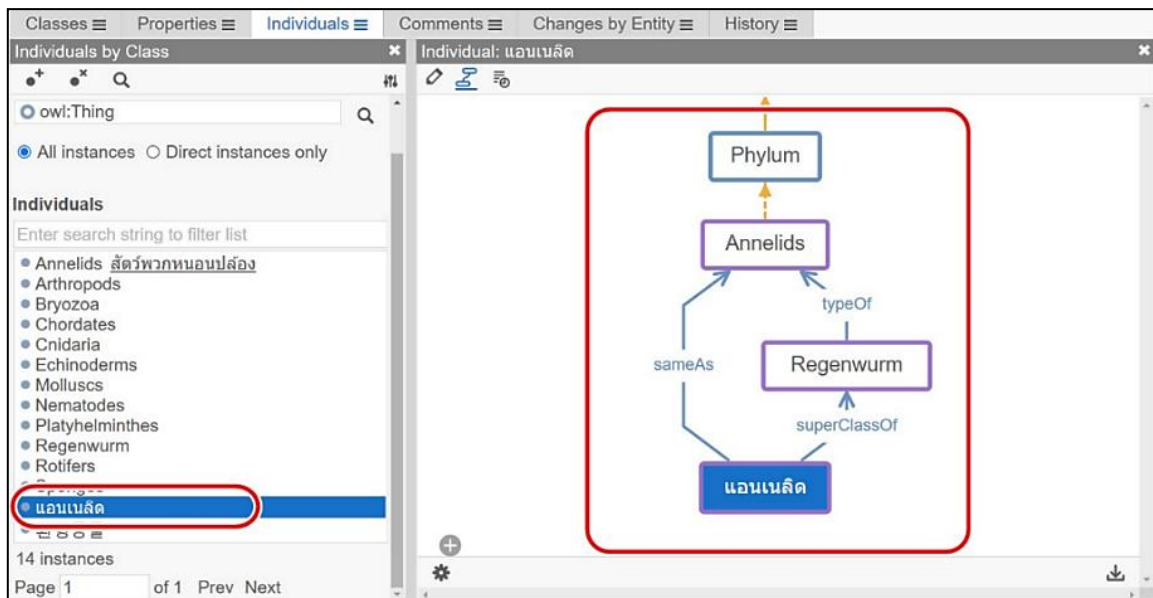 Classes Properties Individuals Comments Changes by Entity History
Individuals by Class
owl:Thing
All instances Direct instances only
Individuals
Enter search string to filter list
Annelids สัตว์พวกหนอนปล้อง
Arthropods
Bryozoa
Chordates
Cnidaria
Echinoderms
Molluscs
Nematodes
Platyhelminthes
Regenwurm
Rotifers
Sponges
แอนเนลิด
14 instances
Page 1 of 1 Prev Next
Individual: แอนเนลิด
Phylum
Annelids
typeOf
sameAs
Regenwurm
superClassOf
แอนเนลิด